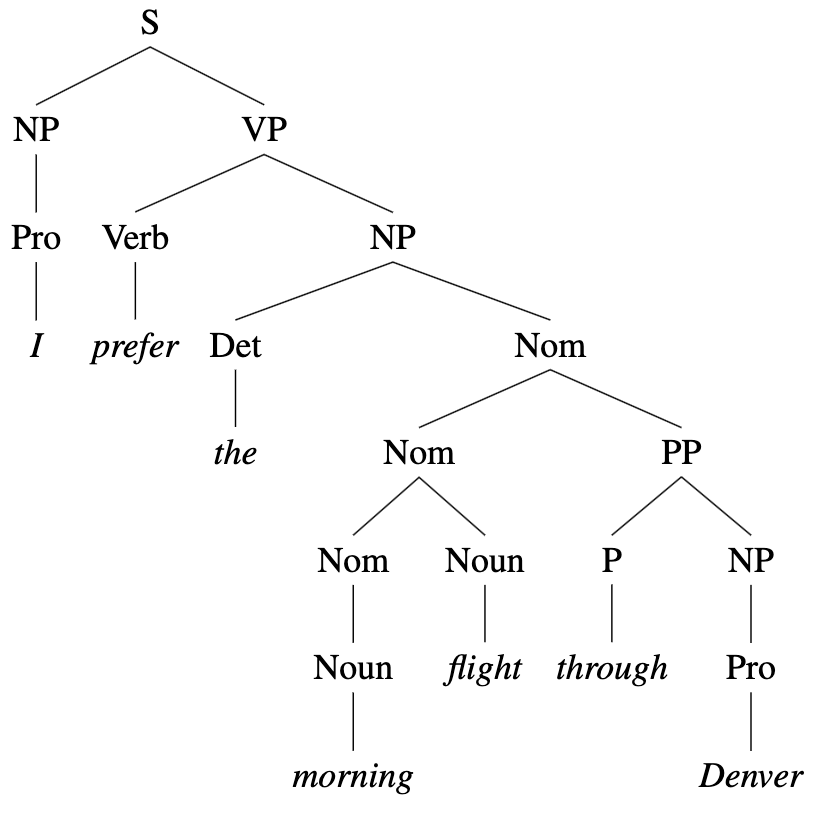 S
NP VP
Pro Verb NP
I prefer Det Nom
the Nom PP
Nom Noun P NP
Noun flight through Pro
morning Denver